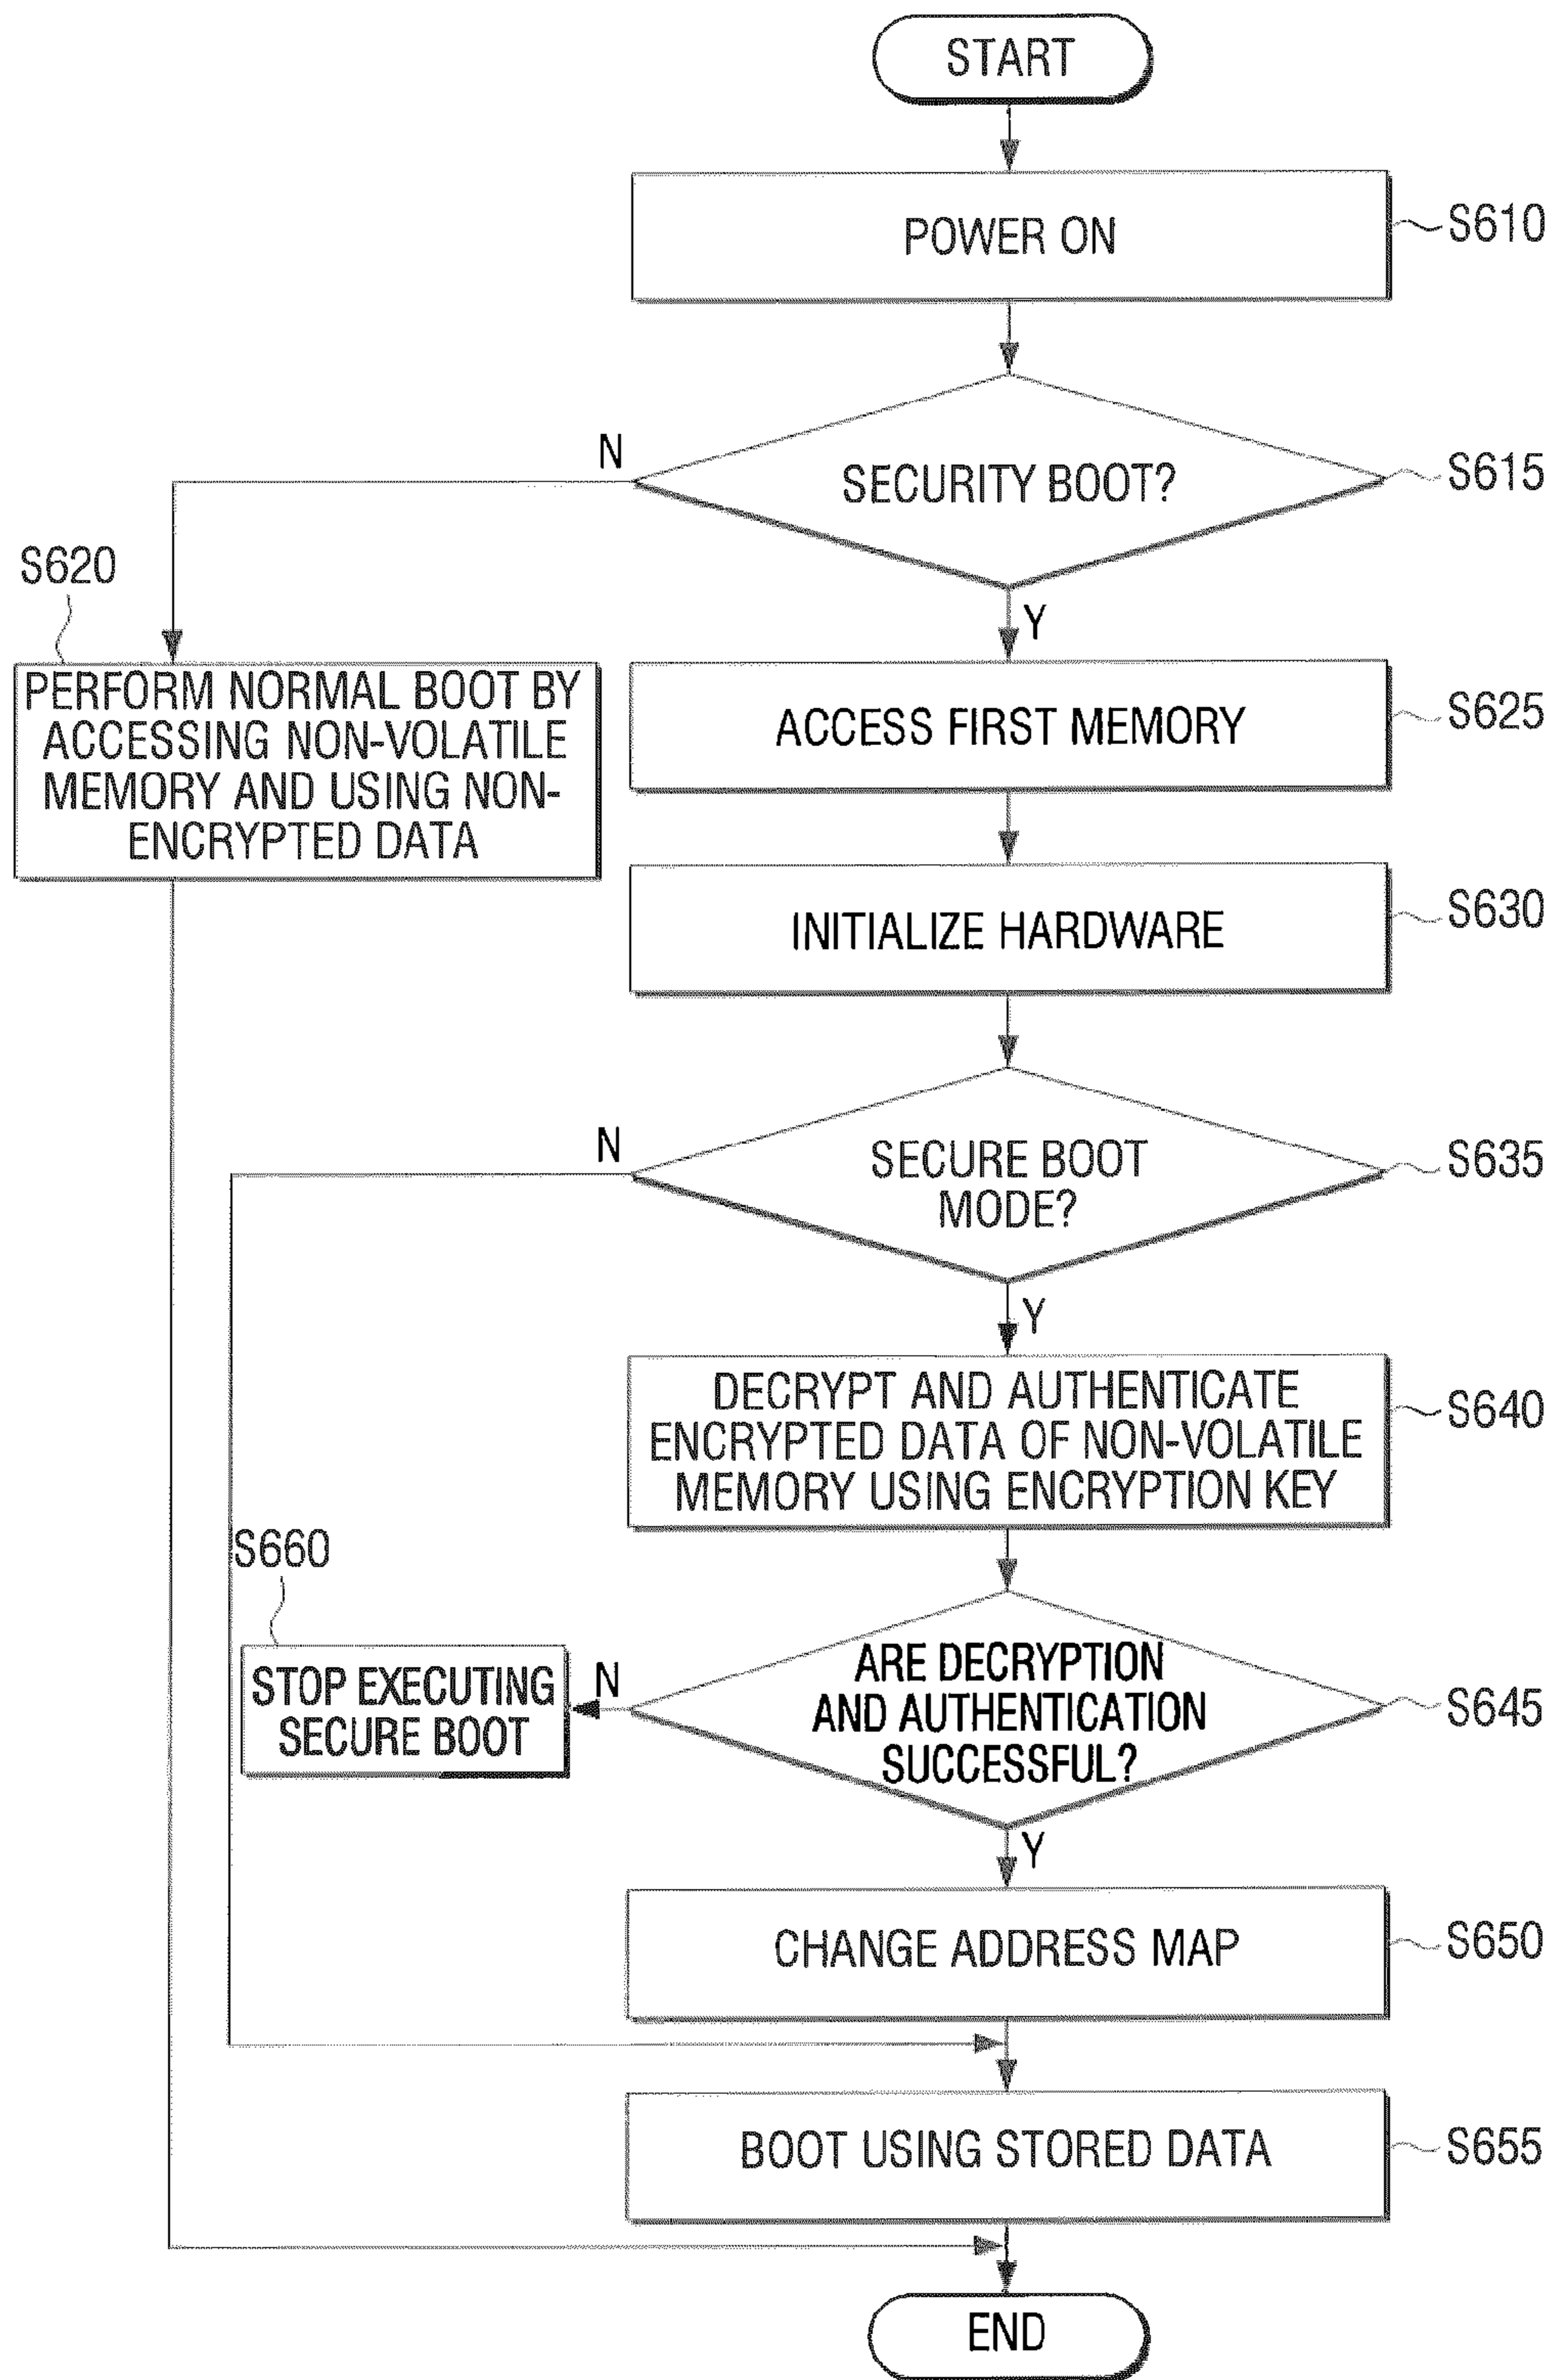 START
POWER ON
S610
N
SECURITY BOOT?
S615
S620
Y
PERFORM NORMAL BOOT BY
ACCESSING NON-VOLATILE
MEMORY AND USING NON-
ENCRYPTED DATA
ACCESS FIRST MEMORY
S625
INITIALIZE HARDWARE
S630
N
SECURE BOOT
MODE?
S635
Y
DECRYPT AND AUTHENTICATE
ENCRYPTED DATA OF NON-VOLATILE
MEMORY USING ENCRYPTION KEY
S640
S660
STOP EXECUTING
SECURE BOOT
N
ARE DECRYPTION
AND AUTHENTICATION
SUCCESSFUL?
S645
Y
CHANGE ADDRESS MAP
S650
BOOT USING STORED DATA
S655
END